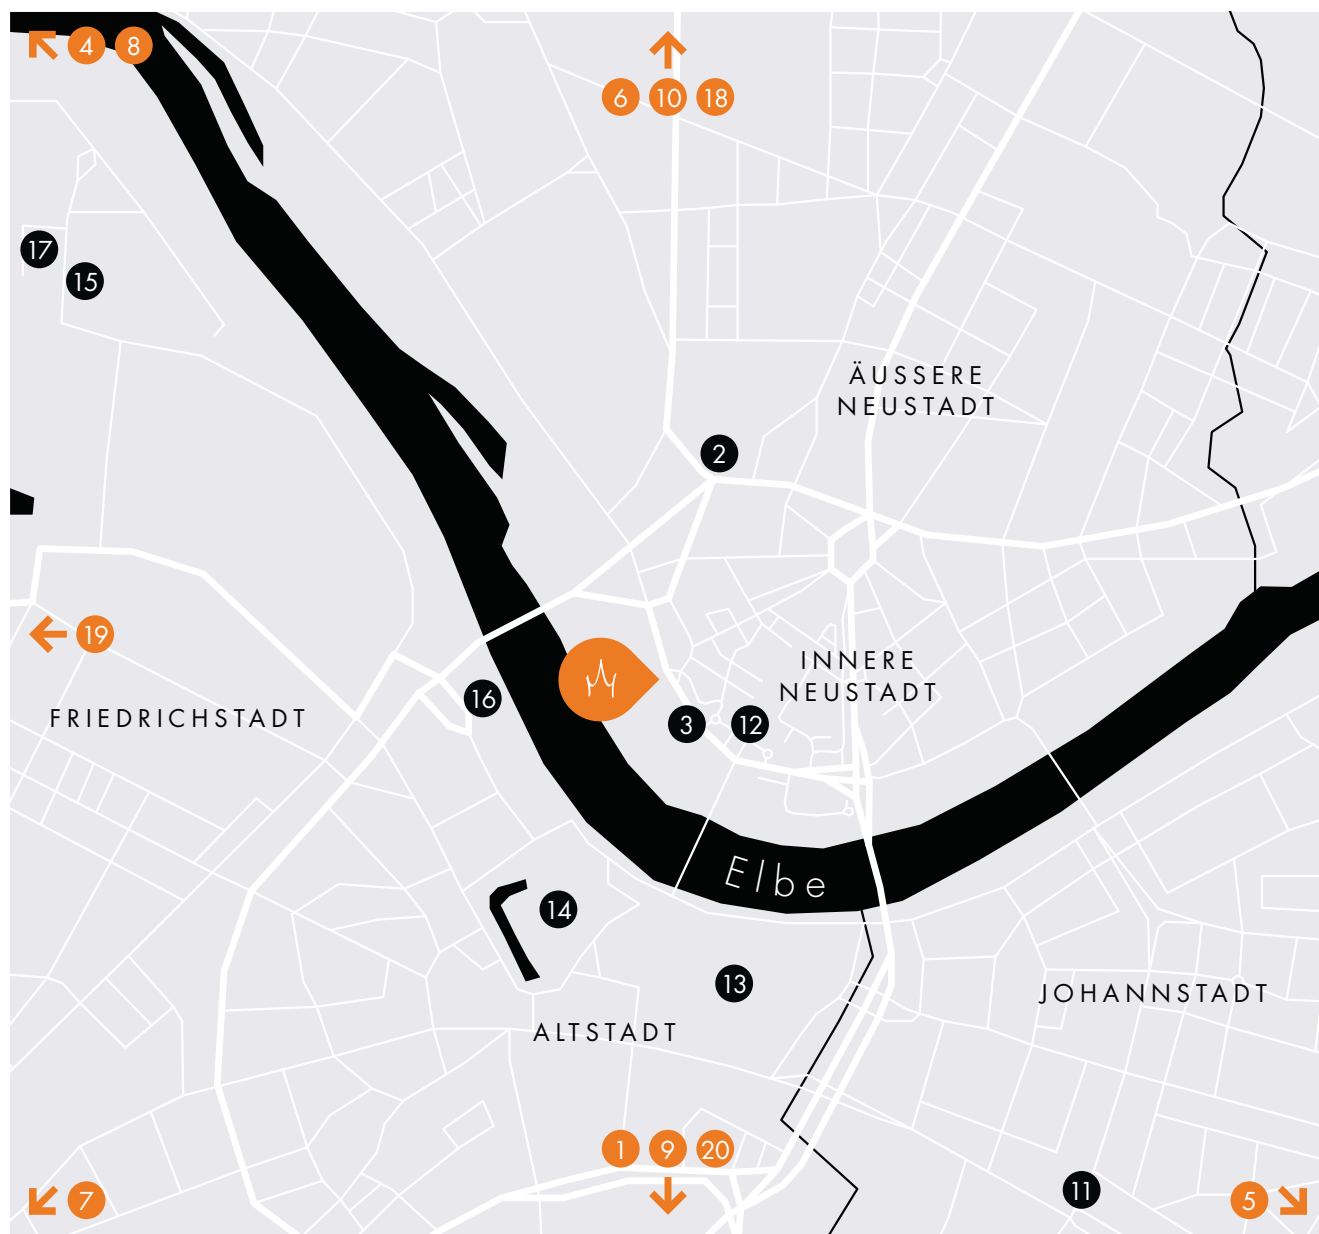 4 8
6 10 18
17
15
ÄUSSERE
NEUSTADT
2
19
INNERE
NEUSTADT
16
FRIEDRICHSTADT
3 12
Elbe
14
13
JOHANNSTADT
ALTSTADT
1 9 20
11
7
5